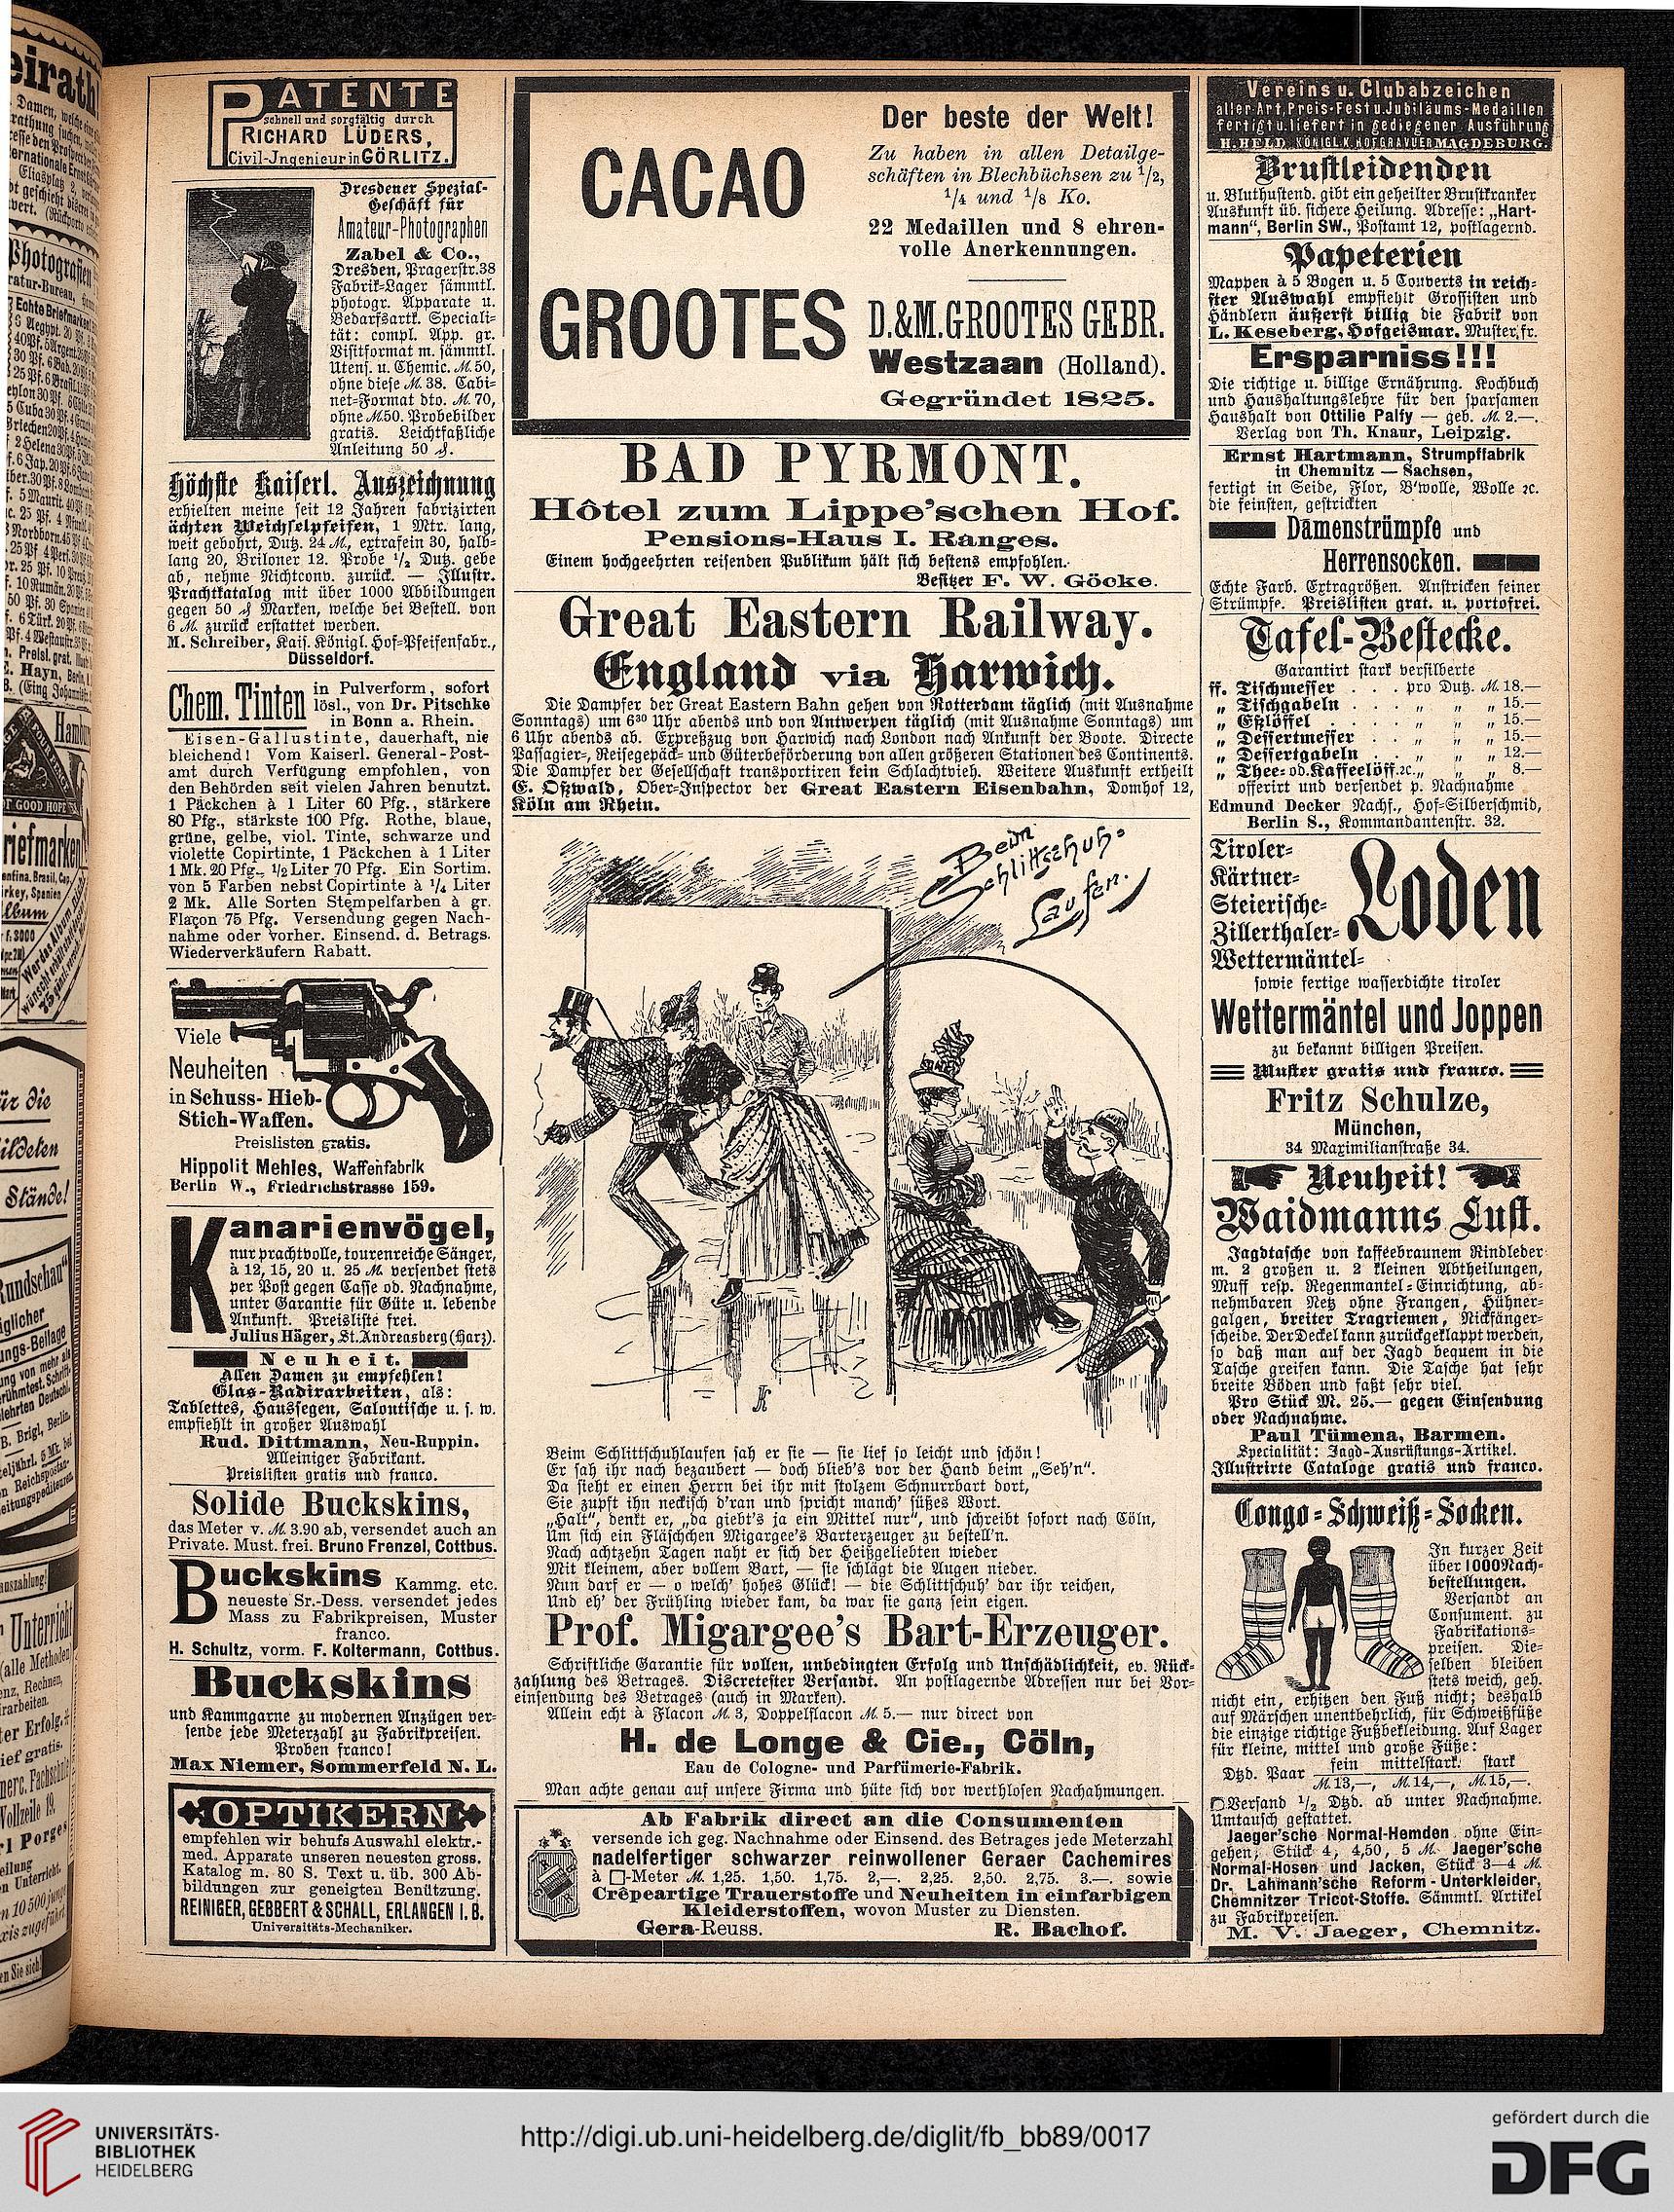 PATENTE
schnell und sorgfältig durch
RICHARD LÜDERS,
Civil-Jngenieur in GÖRLITZ.
Dresdener Spezial-
Geschäft für
Amateur-Photographen
Zabel & Co.,
Dresden, Pragerstr. 38
Fabrik-Lager sämmtl.
photogr. Apparate u.
Bedarfsartk. Speciali-
tät: compl. App. gr.
Visitformat m. sämmtl.
Utens. u. Chemic. M. 50,
ohne diese M. 38. Cabi-
net-Format dto. M. 70,
ohne M. 50. Probebilder
gratis. Leichtfaßliche
Anleitung 50 ₰.
Höchste Kaiserl. Auszeichnung
erhielten meine seit 12 Jahren fabrizirten
ächten Weichselpfeifen, 1 Mtr. lang,
weit gebohrt, Dutz. 24 M., extrafein 30, halb-
lang 20, Briloner 12. Probe 1/2 Dutz. gebe
ab, nehme Nichtconv. zurück. — Illustr.
Prachtkatalog mit über 1000 Abbildungen
gegen 50 ₰ Marken, welche bei Bestell. von
6 M. zurück erstattet werden.
M. Schreiber, Kais. Königl. Hof-Pfeifenfabr.,
Düsseldorf.
Chem. Tinten in Pulverform, sofort
lösl., von Dr. Pitschke
in Bonn a. Rhein.
Eisen-Gallustinte, dauerhaft, nie
bleichend! Vom Kaiserl. General-Post-
amt durch Verfügung empfohlen, von
den Behörden seit vielen Jahren benutzt.
1 Päckchen à 1 Liter 60 Pfg., stärkere
80 Pfg., stärkste 100 Pfg. Rothe, blaue,
grüne, gelbe, viol. Tinte, schwarze und
violette Copirtinte, 1 Päckchen à 1 Liter
1 Mk. 20 Pfg., 1/2 Liter 70 Pfg. Ein Sortim.
von 5 Farben nebst Copirtinte à 1/4 Liter
2 Mk. Alle Sorten Stempelfarben à gr.
Flaçon 75 Pfg. Versendung gegen Nach-
nahme oder vorher. Einsend. d. Betrags.
Wiederverkäufern Rabatt.
Viele
Neuheiten
in Schuss- Hieb-
Stich-Waffen.
Preislisten gratis.
Hippolit Mehles, Waffenfabrik
Berlin W., Friedrichstrasse 159.
Kanarienvögel,
nur prachtvolle, tourenreiche Sänger,
à 12, 15, 20 u. 25 M. versendet stets
per Post gegen Casse od. Nachnahme,
unter Garantie für Güte u. lebende
Ankunft. Preisliste frei.
Julius Häger, St. Andreasberg (Harz).
Neuheit.
Allen Damen zu empfehlen!
Glas-Radirarbeiten, als:
Tablettes, Haussegen, Salontische u. s. w.
empfiehlt in großer Auswahl
Rud. Dittmann, Neu-Ruppin.
Alleiniger Fabrikant.
Preislisten gratis und franco.
Solide Buckskins,
das Meter v. M. 3.90 ab, versendet auch an
Private. Must. frei. Bruno Frenzel, Cottbus.
Buckskins Kammg. etc.
neueste Sr.-Dess. versendet jedes
Mass zu Fabrikpreisen, Muster
franco.
H. Schultz, vorm. F. Koltermann, Cottbus.
Buckskins
und Kammgarne zu modernen Anzügen ver-
sende jede Meterzahl zu Fabrikpreisen.
Proben franco!
Max Niemer, Sommerfeld N. L.
OPTIKERN
empfehlen wir behufs Auswahl elektr.-
med. Apparate unseren neuesten gross.
Katalog m. 80 S. Text u. üb. 300 Ab-
bildungen zur geneigten Benützung.
REINIGER, GEBBERT & SCHALL, ERLANGEN i. B.
Universitäts-Mechaniker.
CACAO
GROOTES
Der beste der Welt!
Zu haben in allen Detailge-
schäften in Blechbüchsen zu 1/2,
1/4 und 1/8 Ko.
22 Medaillen und 8 ehren-
volle Anerkennungen.
D. & M. GROOTES GEBR.
Westzaan (Holland).
Gegründet 1825.
BAD PYRMONT.
Hôtel zum Lippe'schen Hof.
Pensions-Haus I. Ranges.
Einem hochgeehrten reisenden Publikum hält sich bestens empfohlen.
Besitzer F. W. Göcke.
Great Eastern Railway.
England via Harwich.
Die Dampfer der Great Eastern Bahn gehen von Rotterdam täglich (mit Ausnahme
Sonntags) um 6³⁰ Uhr abends und von Antwerpen täglich (mit Ausnahme Sonntags) um
6 Uhr abends ab. Expreßzug von Harwich nach London nach Ankunft der Boote. Directe
Passagier-, Reisegepäck- und Güterbeförderung von allen größeren Stationen des Continents.
Die Dampfer der Gesellschaft transportiren kein Schlachtvieh. Weitere Auskunft ertheilt
E. Oßwald, Ober-Inspector der Great Eastern Eisenbahn, Domhof 12,
Köln am Rhein.
Beim
Schlittschuh-
Laufen.
Beim Schlittschuhlaufen sah er sie — sie lief so leicht und schön!
Er sah ihr nach bezaubert — doch blieb's vor der Hand beim „Seh'n“.
Da sieht er einen Herrn bei ihr mit stolzem Schnurrbart dort,
Sie zupft ihn neckisch d'ran und spricht manch' süßes Wort.
„Halt“, denkt er, „da giebt's ja ein Mittel nur“, und schreibt sofort nach Cöln,
Um sich ein Fläschchen Migargee's Barterzeuger zu bestell'n.
Nach achtzehn Tagen naht er sich der Heißgeliebten wieder
Mit kleinem, aber vollem Bart, — sie schlägt die Augen nieder.
Nun darf er — o welch' hohes Glück! — die Schlittschuh' dar ihr reichen,
Und eh' der Frühling wieder kam, da war sie ganz sein eigen.
Prof. Migargee's Bart-Erzeuger.
Schriftliche Garantie für vollen, unbedingten Erfolg und Unschädlichkeit, ev. Rück-
zahlung des Betrages. Discretester Versandt. An postlagernde Adressen nur bei Vor-
einsendung des Betrages (auch in Marken).
Allein echt à Flacon M. 3, Doppelflacon M. 5.— nur direct von
H. de Longe & Cie., Cöln,
Eau de Cologne- und Parfümerie-Fabrik.
Man achte genau auf unsere Firma und hüte sich vor werthlosen Nachahmungen.
Ab Fabrik direct an die Consumenten
versende ich geg. Nachnahme oder Einsend. des Betrages jede Meterzahl
nadelfertiger schwarzer reinwollener Geraer Cachemires
à □-Meter M. 1,25. 1,50. 1,75. 2,—. 2,25. 2,50. 2,75. 3.—. sowie
Crêpeartige Trauerstoffe und Neuheiten in einfarbigen
Kleiderstoffen, wovon Muster zu Diensten.
Gera-Reuss. R. Bachof.
Vereins u. Clubabzeichen
aller Art, Preis-Fest u. Jubiläums-Medaillen
fertigt u. liefert in gediegener Ausführung
H. HELD, KÖNIGL. K. HOFGRAVUER MAGDEBURG.
Brustleidenden
u. Bluthustend. gibt ein geheilter Brustkranker
Auskunft üb. sichere Heilung. Adresse: „Hart-
mann“, Berlin SW., Postamt 12, postlagernd.
Papeterien
Mappen à 5 Bogen u. 5 Couverts in reich-
ster Auswahl empfiehlt Grossisten und
Händlern äußerst billig die Fabrik von
L. Keseberg, Hofgeismar. Muster fr.
Ersparniss!!!
Die richtige u. billige Ernährung. Kochbuch
und Haushaltungslehre für den sparsamen
Haushalt von Ottilie Palfy — geb. M. 2.—.
Verlag von Th. Knaur, Leipzig.
Ernst Hartmann, Strumpffabrik
in Chemnitz — Sachsen,
fertigt in Seide, Flor, B'wolle, Wolle ꝛc.
die feinsten, gestrickten
Damenstrümpfe und
Herrensocken.
Echte Farb. Extragrößen. Anstricken feiner
Strümpfe. Preislisten grat. u. portofrei.
Tafel-Bestecke.
Garantirt stark versilberte
ff. Tischmesser . . . pro Dutz. M. 18.—
„ Tischgabeln . . . „ „ „ 15.—
„ Eßlöffel . . . . „ „ „ 15.—
„ Dessertmesser . . „ „ „ 15.—
„ Dessertgabeln . . „ „ „ 12.—
„ Thee- od. Kaffeelöff. ꝛc. „ „ „ 8.—
offerirt und versendet p. Nachnahme
Edmund Decker Nachf., Hof-Silberschmid,
Berlin S., Kommandantenstr. 32.
Tiroler-
Kärtner-
Steierische-
Zillerthaler-
Wettermäntel-
Loden
sowie fertige wasserdichte tiroler
Wettermäntel und Joppen
zu bekannt billigen Preisen.
Muster gratis und franco.
Fritz Schulze,
München,
34 Maximilianstraße 34.
Neuheit!
Waidmanns Lust.
Jagdtasche von kaffeebraunem Rindleder
m. 2 großen u. 2 kleinen Abtheilungen,
Muff resp. Regenmantel-Einrichtung, ab-
nehmbaren Netz ohne Frangen, Hühner-
galgen, breiter Tragriemen, Nickfänger-
scheide. Der Deckel kann zurückgeklappt werden,
so daß man auf der Jagd bequem in die
Tasche greifen kann. Die Tasche hat sehr
breite Böden und faßt sehr viel.
Pro Stück M. 25.— gegen Einsendung
oder Nachnahme.
Paul Tümena, Barmen.
Specialität: Jagd-Ausrüstungs-Artikel.
Illustrirte Cataloge gratis und franco.
Congo-Schweiß-Socken.
In kurzer Zeit
über 1000 Nach-
bestellungen.
Versandt an
Consument. zu
Fabrikations-
preisen. Die-
selben bleiben
stets weich, geh.
nicht ein, erhitzen den Fuß nicht; deshalb
auf Märschen unentbehrlich, für Schweißfüße
die einzige richtige Fußbekleidung. Auf Lager
für kleine, mittel und große Füße:
Dtzd. Paar fein mittelstark stark
M. 13,—, M. 14,—, M. 15,—.
Versand 1/2 Dtzd. ab unter Nachnahme.
Umtausch gestattet.
Jaeger'sche Normal-Hemden ohne Ein-
gehen, Stück 4, 4,50, 5 M. Jaeger'sche
Normal-Hosen und Jacken, Stück 3—4 M.
Dr. Lahmann'sche Reform-Unterkleider,
Chemnitzer Tricot-Stoffe. Sämmtl. Artikel
zu Fabrikpreisen.
M. V. Jaeger, Chemnitz.
UNIVERSITÄTS-
BIBLIOTHEK
HEIDELBERG
http://digi.ub.uni-heidelberg.de/diglit/fb_bb89/0017
gefördert durch die
DFG